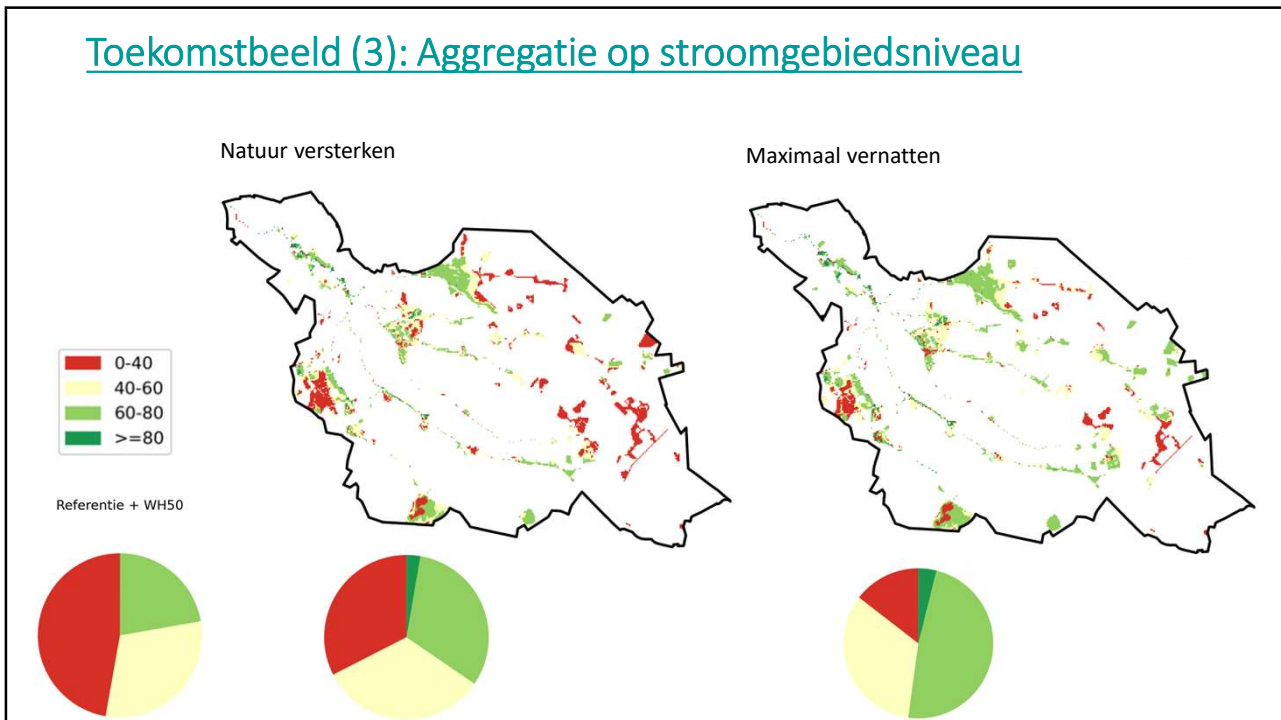 Toekomstbeeld (3): Aggregatie op stroomgebiedsniveau
Natuur versterken
Maximaal vernatten
0-40
40-60
60-80
>=80
Referentie + WH50